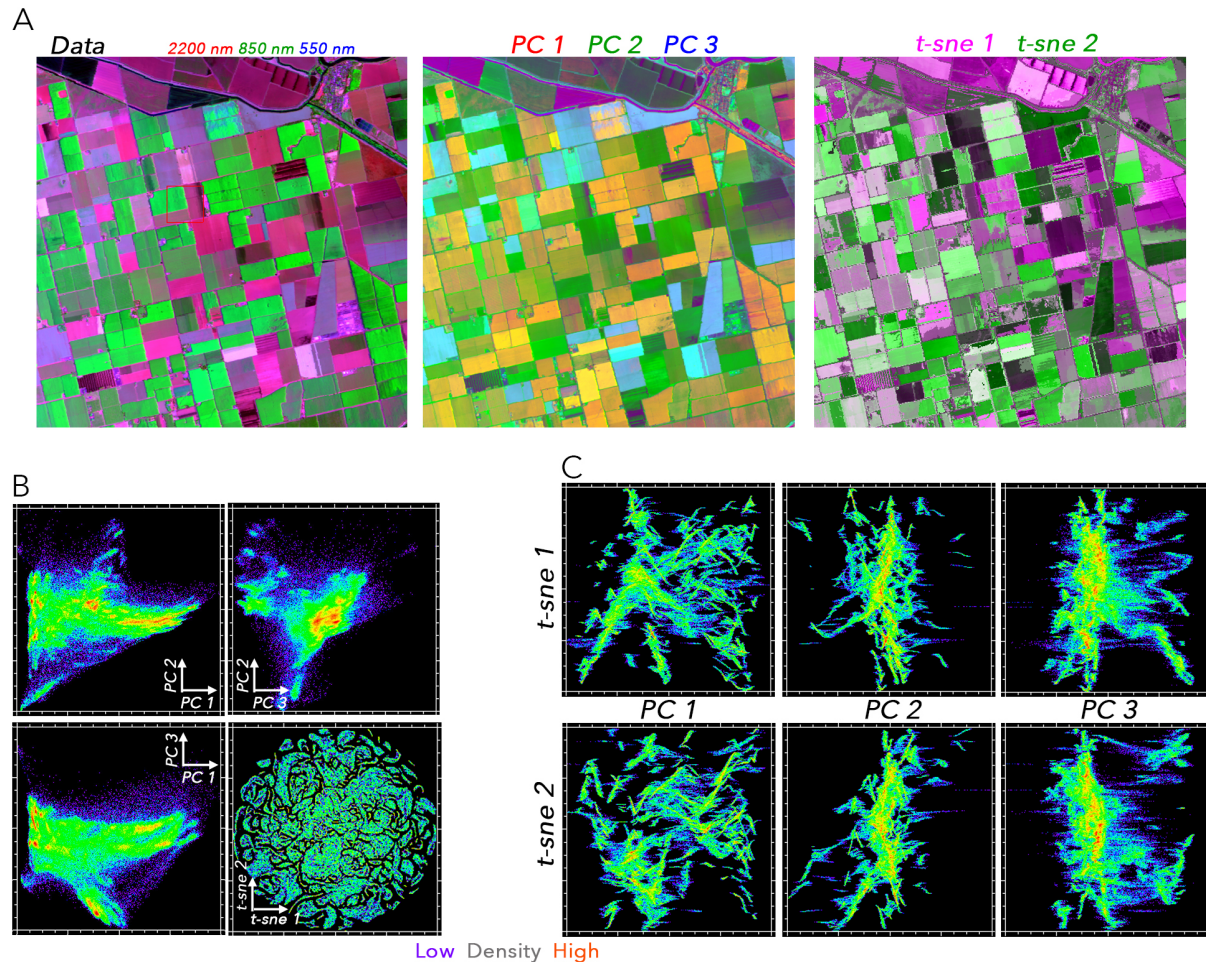 A
Data 2200 nm 850 nm 550 nm
PC 1 PC 2 PC 3
t-sne 1 t-sne 2
B
PC 2
PC 1
PC 2
PC 3
PC 3
PC 1
t-sne 2
t-sne 1
C
t-sne 1
PC 1 PC 2 PC 3
t-sne 2
Low Density High